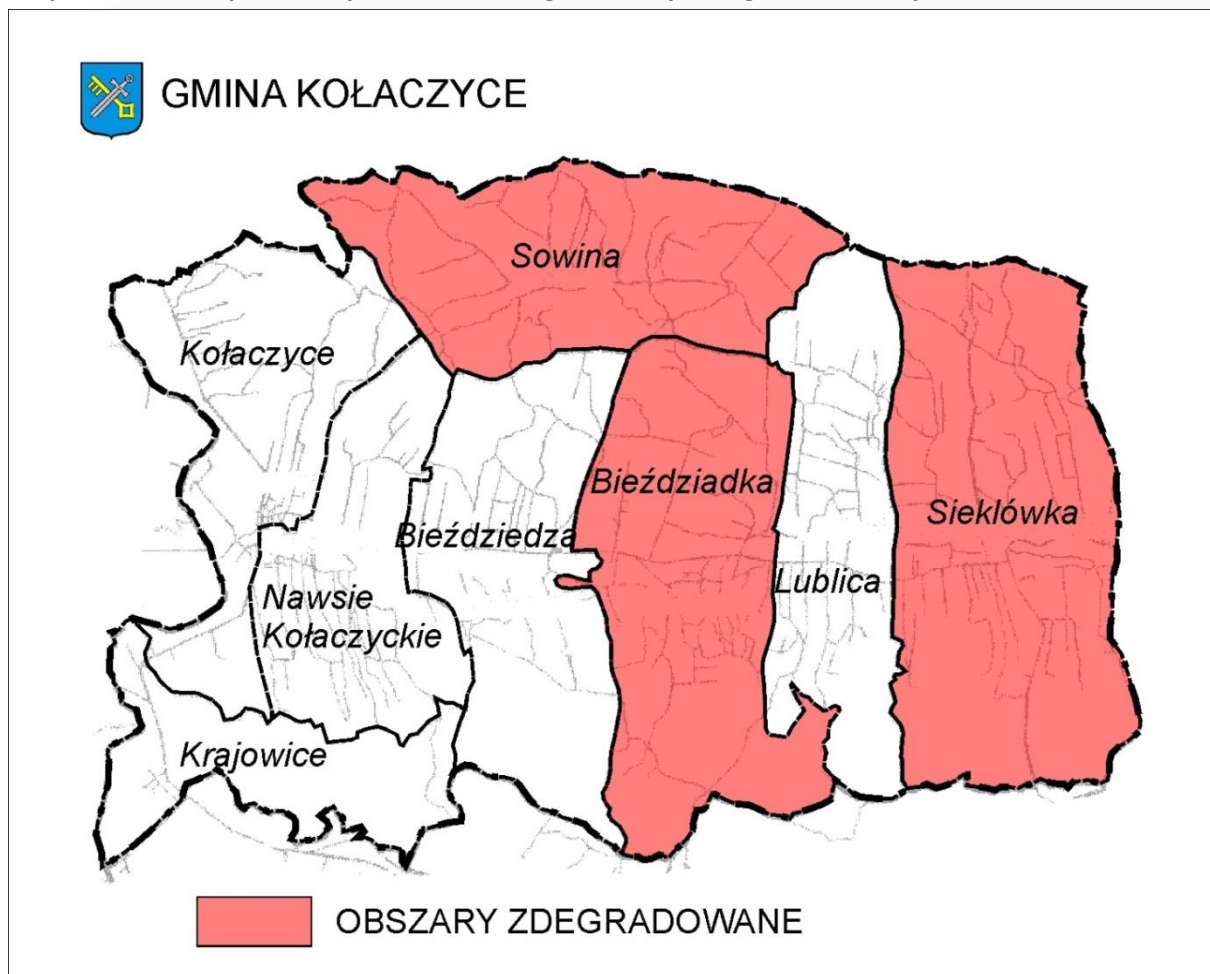 GMINA KOŁACZYCE
Sowina
Kołaczyce
Bieździadka
Sieklówka
Bieździedza
Lublica
Nawsie
Kołaczyckie
Krajowice
OBSZARY ZDEGRADOWANE